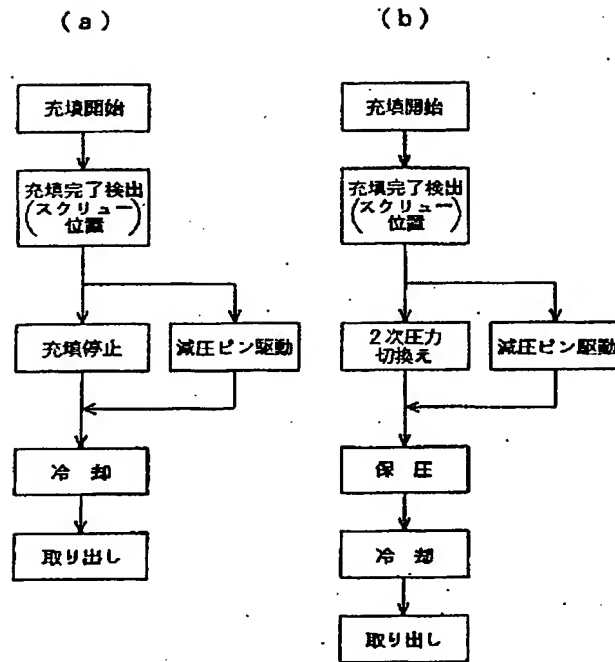 (a)
充填開始
充填完了検出
(スクリュー
位置)
充填停止
減圧ピン駆動
冷却
取り出し
(b)
充填開始
充填完了検出
(スクリュー
位置)
2次圧力
切換え
減圧ピン駆動
保圧
冷却
取り出し